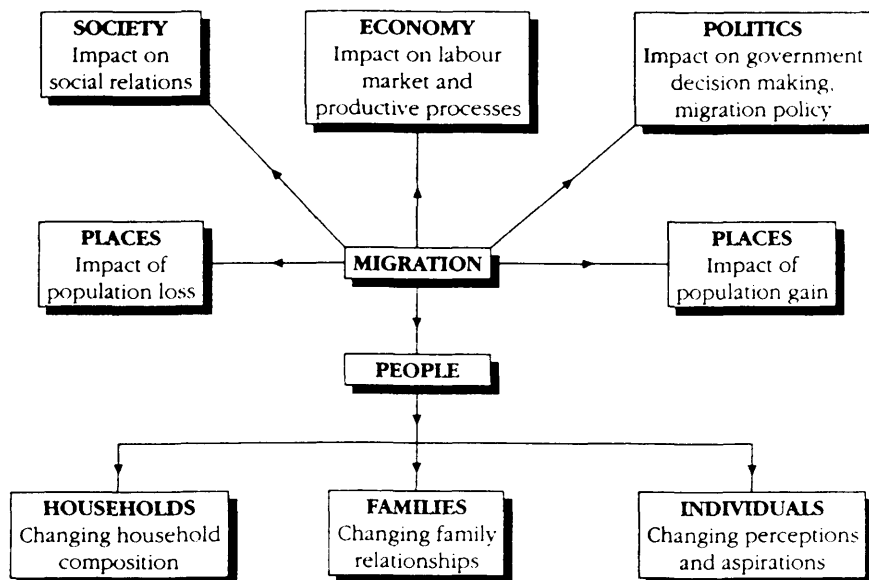 SOCIETY
Impact on
social relations
ECONOMY
Impact on labour
market and
productive processes
POLITICS
Impact on government
decision making,
migration policy
PLACES
Impact of
population loss
MIGRATION
PLACES
Impact of
population gain
PEOPLE
HOUSEHOLDS
Changing household
composition
FAMILIES
Changing family
relationships
INDIVIDUALS
Changing perceptions
and aspirations